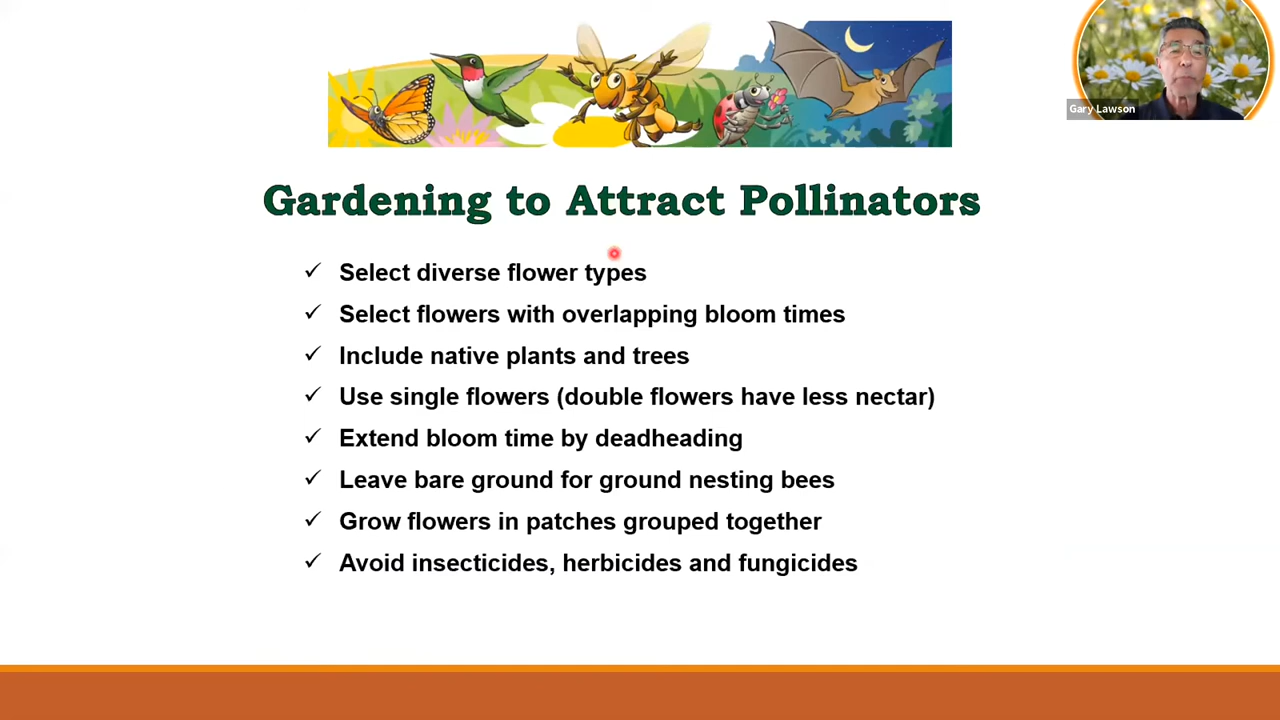 Gary Lawson
Gardening to Attract Pollinators
✓ Select diverse flower types
✓ Select flowers with overlapping bloom times
✓ Include native plants and trees
✓ Use single flowers (double flowers have less nectar)
✓ Extend bloom time by deadheading
✓ Leave bare ground for ground nesting bees
✓ Grow flowers in patches grouped together
✓ Avoid insecticides, herbicides and fungicides